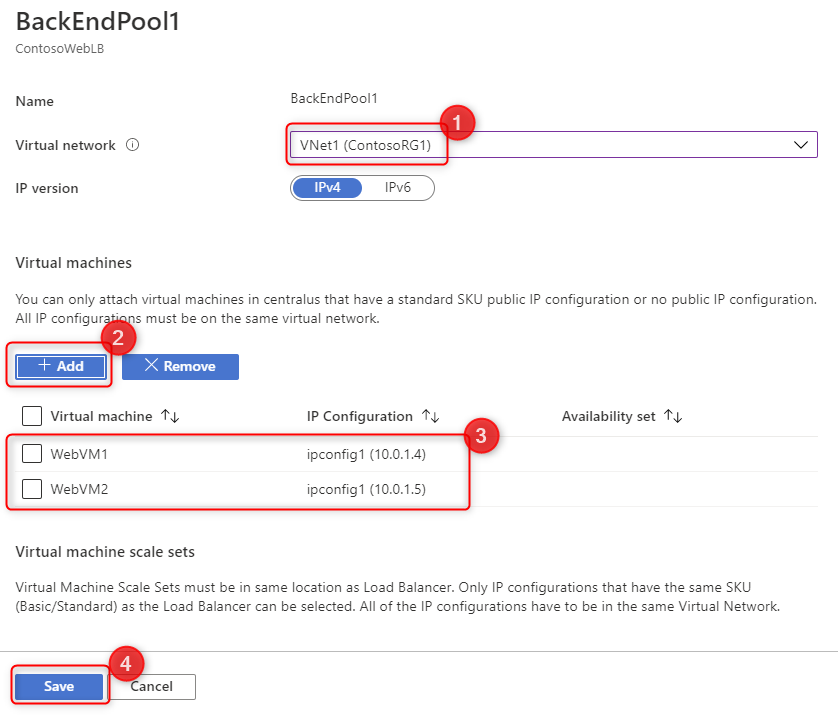 BackEndPool1
ContosoWebLB
Name BackEndPool1
1
Virtual network VNet1 (ContosoRG1)
IP version IPv4 IPv6
Virtual machines
You can only attach virtual machines in centralus that have a standard SKU public IP configuration or no public IP configuration.
All IP configurations must be on the same virtual network.
2
+ Add Remove
Virtual machine ↑↓ IP Configuration ↑↓ Availability set ↑↓
3
WebVM1 ipconfig1 (10.0.1.4)
WebVM2 ipconfig1 (10.0.1.5)
Virtual machine scale sets
Virtual Machine Scale Sets must be in same location as Load Balancer. Only IP configurations that have the same SKU
(Basic/Standard) as the Load Balancer can be selected. All of the IP configurations have to be in the same Virtual Network.
4
Save Cancel